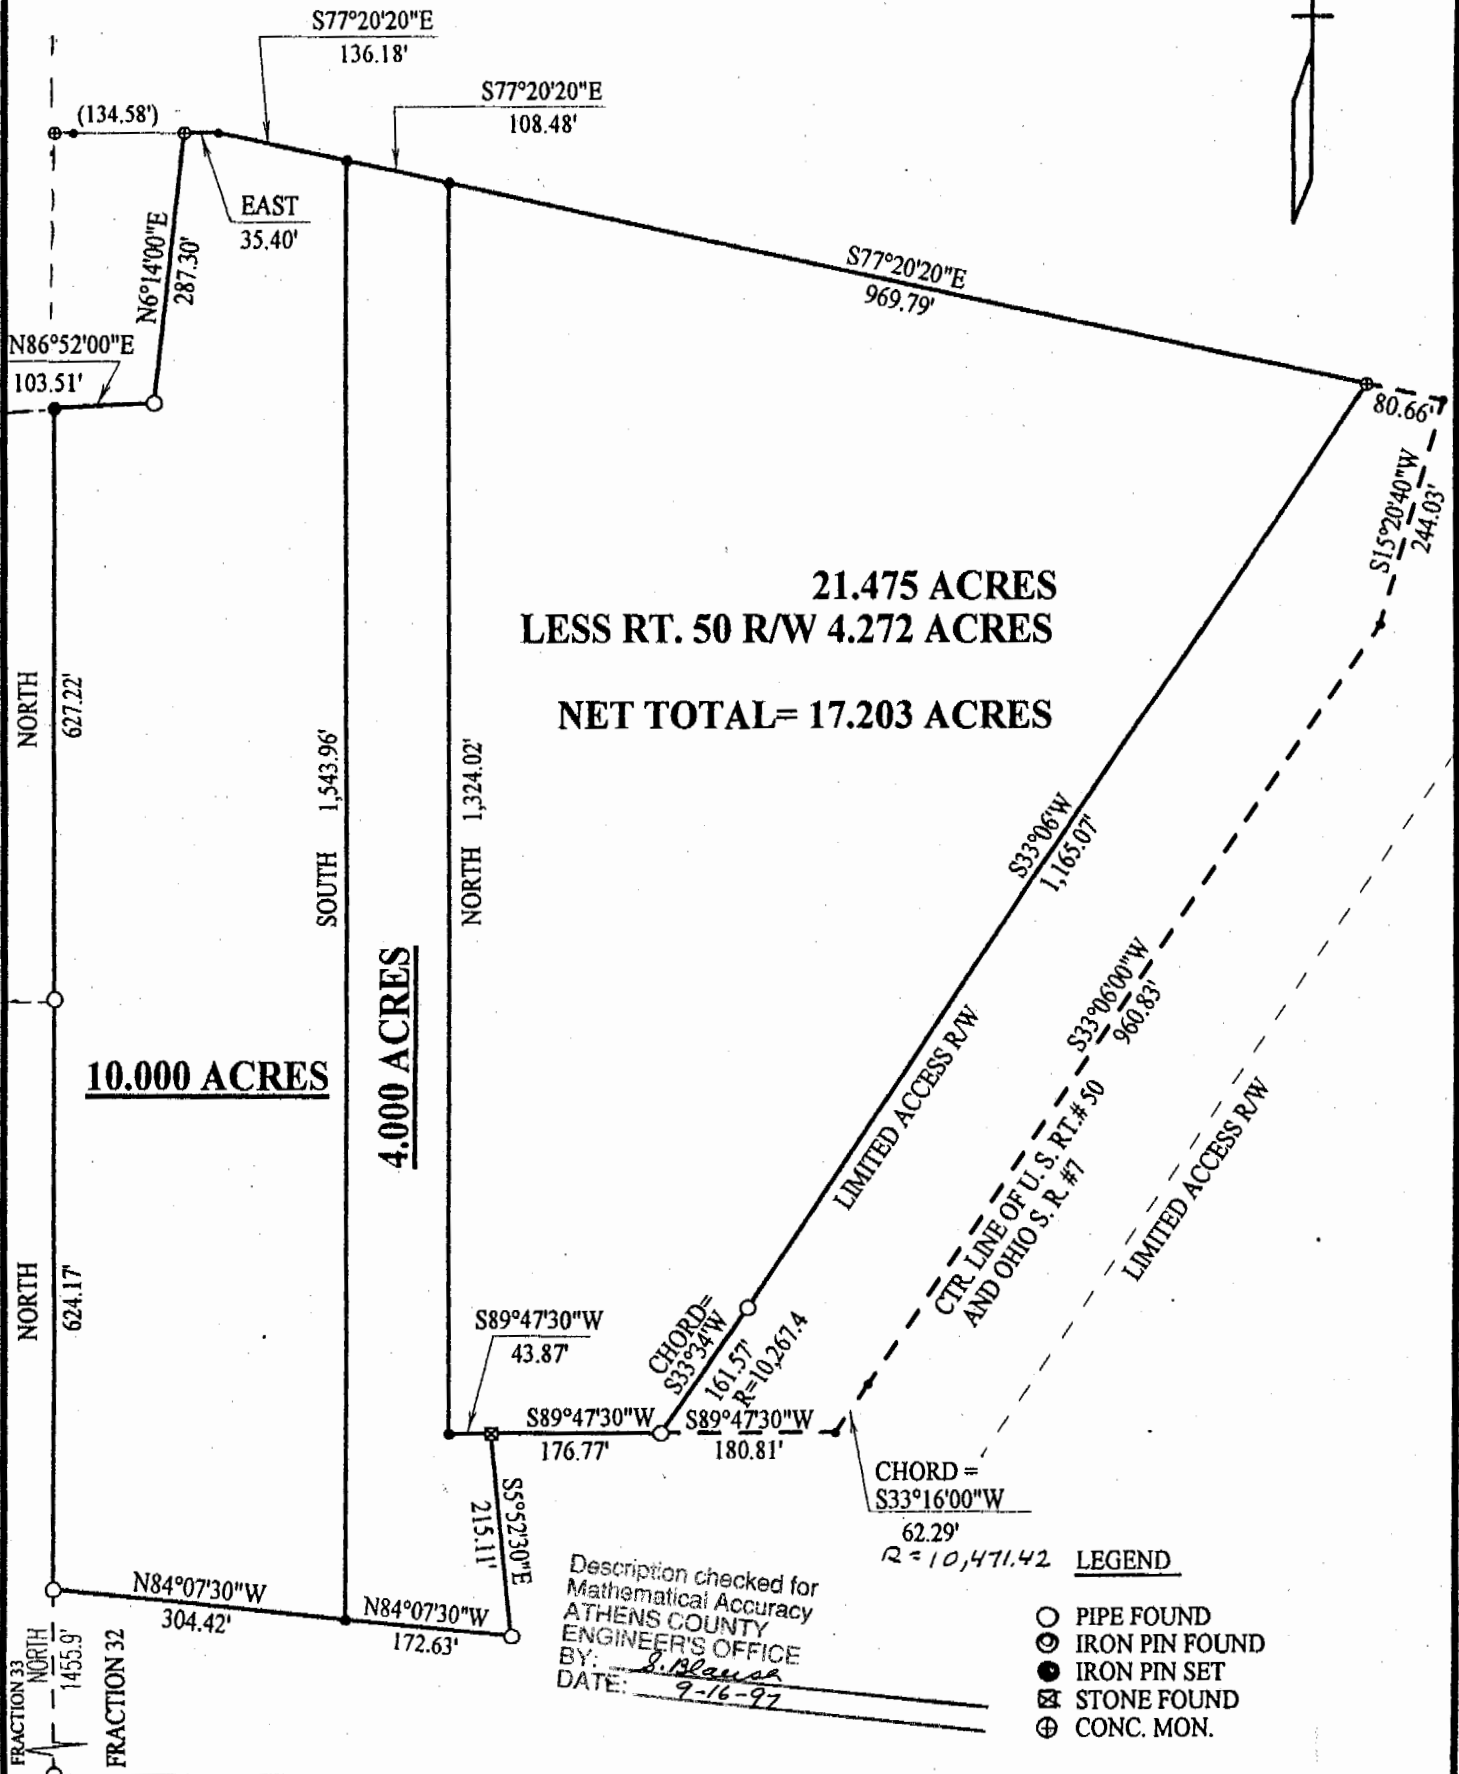 S77°20'20"E
136.18'
S77°20'20"E
108.48'
(134.58')
EAST
35.40'
N6°14'00"E
287.30'
S77°20'20"E
969.79'
N86°52'00"E
103.51'
80.66'
S15°20'40"W
244.03'
21.475 ACRES
LESS RT. 50 R/W 4.272 ACRES
NET TOTAL= 17.203 ACRES
NORTH
627.22'
SOUTH 1,543.96'
NORTH 1,324.02'
S33°06'W
1,165.07'
4.000 ACRES
S33°06'00"W
960.83'
10.000 ACRES
LIMITED ACCESS R/W
CTR. LINE OF U. S. RT.# 50
AND OHIO S. R. #7
LIMITED ACCESS R/W
NORTH
624.17'
S89°47'30"W
43.87'
CHORD=
S33°34'W
161.57'
R=10,267.4
S89°47'30"W
176.77'
S89°47'30"W
180.81'
CHORD =
S33°16'00"W
62.29'
R=10,471.42
S5°52'30"E
215.11'
N84°07'30"W
304.42'
N84°07'30"W
172.63'
Description checked for
Mathematical Accuracy
ATHENS COUNTY
ENGINEER'S OFFICE
BY:
DATE: 9-16-97
LEGEND
PIPE FOUND
IRON PIN FOUND
IRON PIN SET
STONE FOUND
CONC. MON.
FRACTION 33
NORTH
1455.9'
FRACTION 32